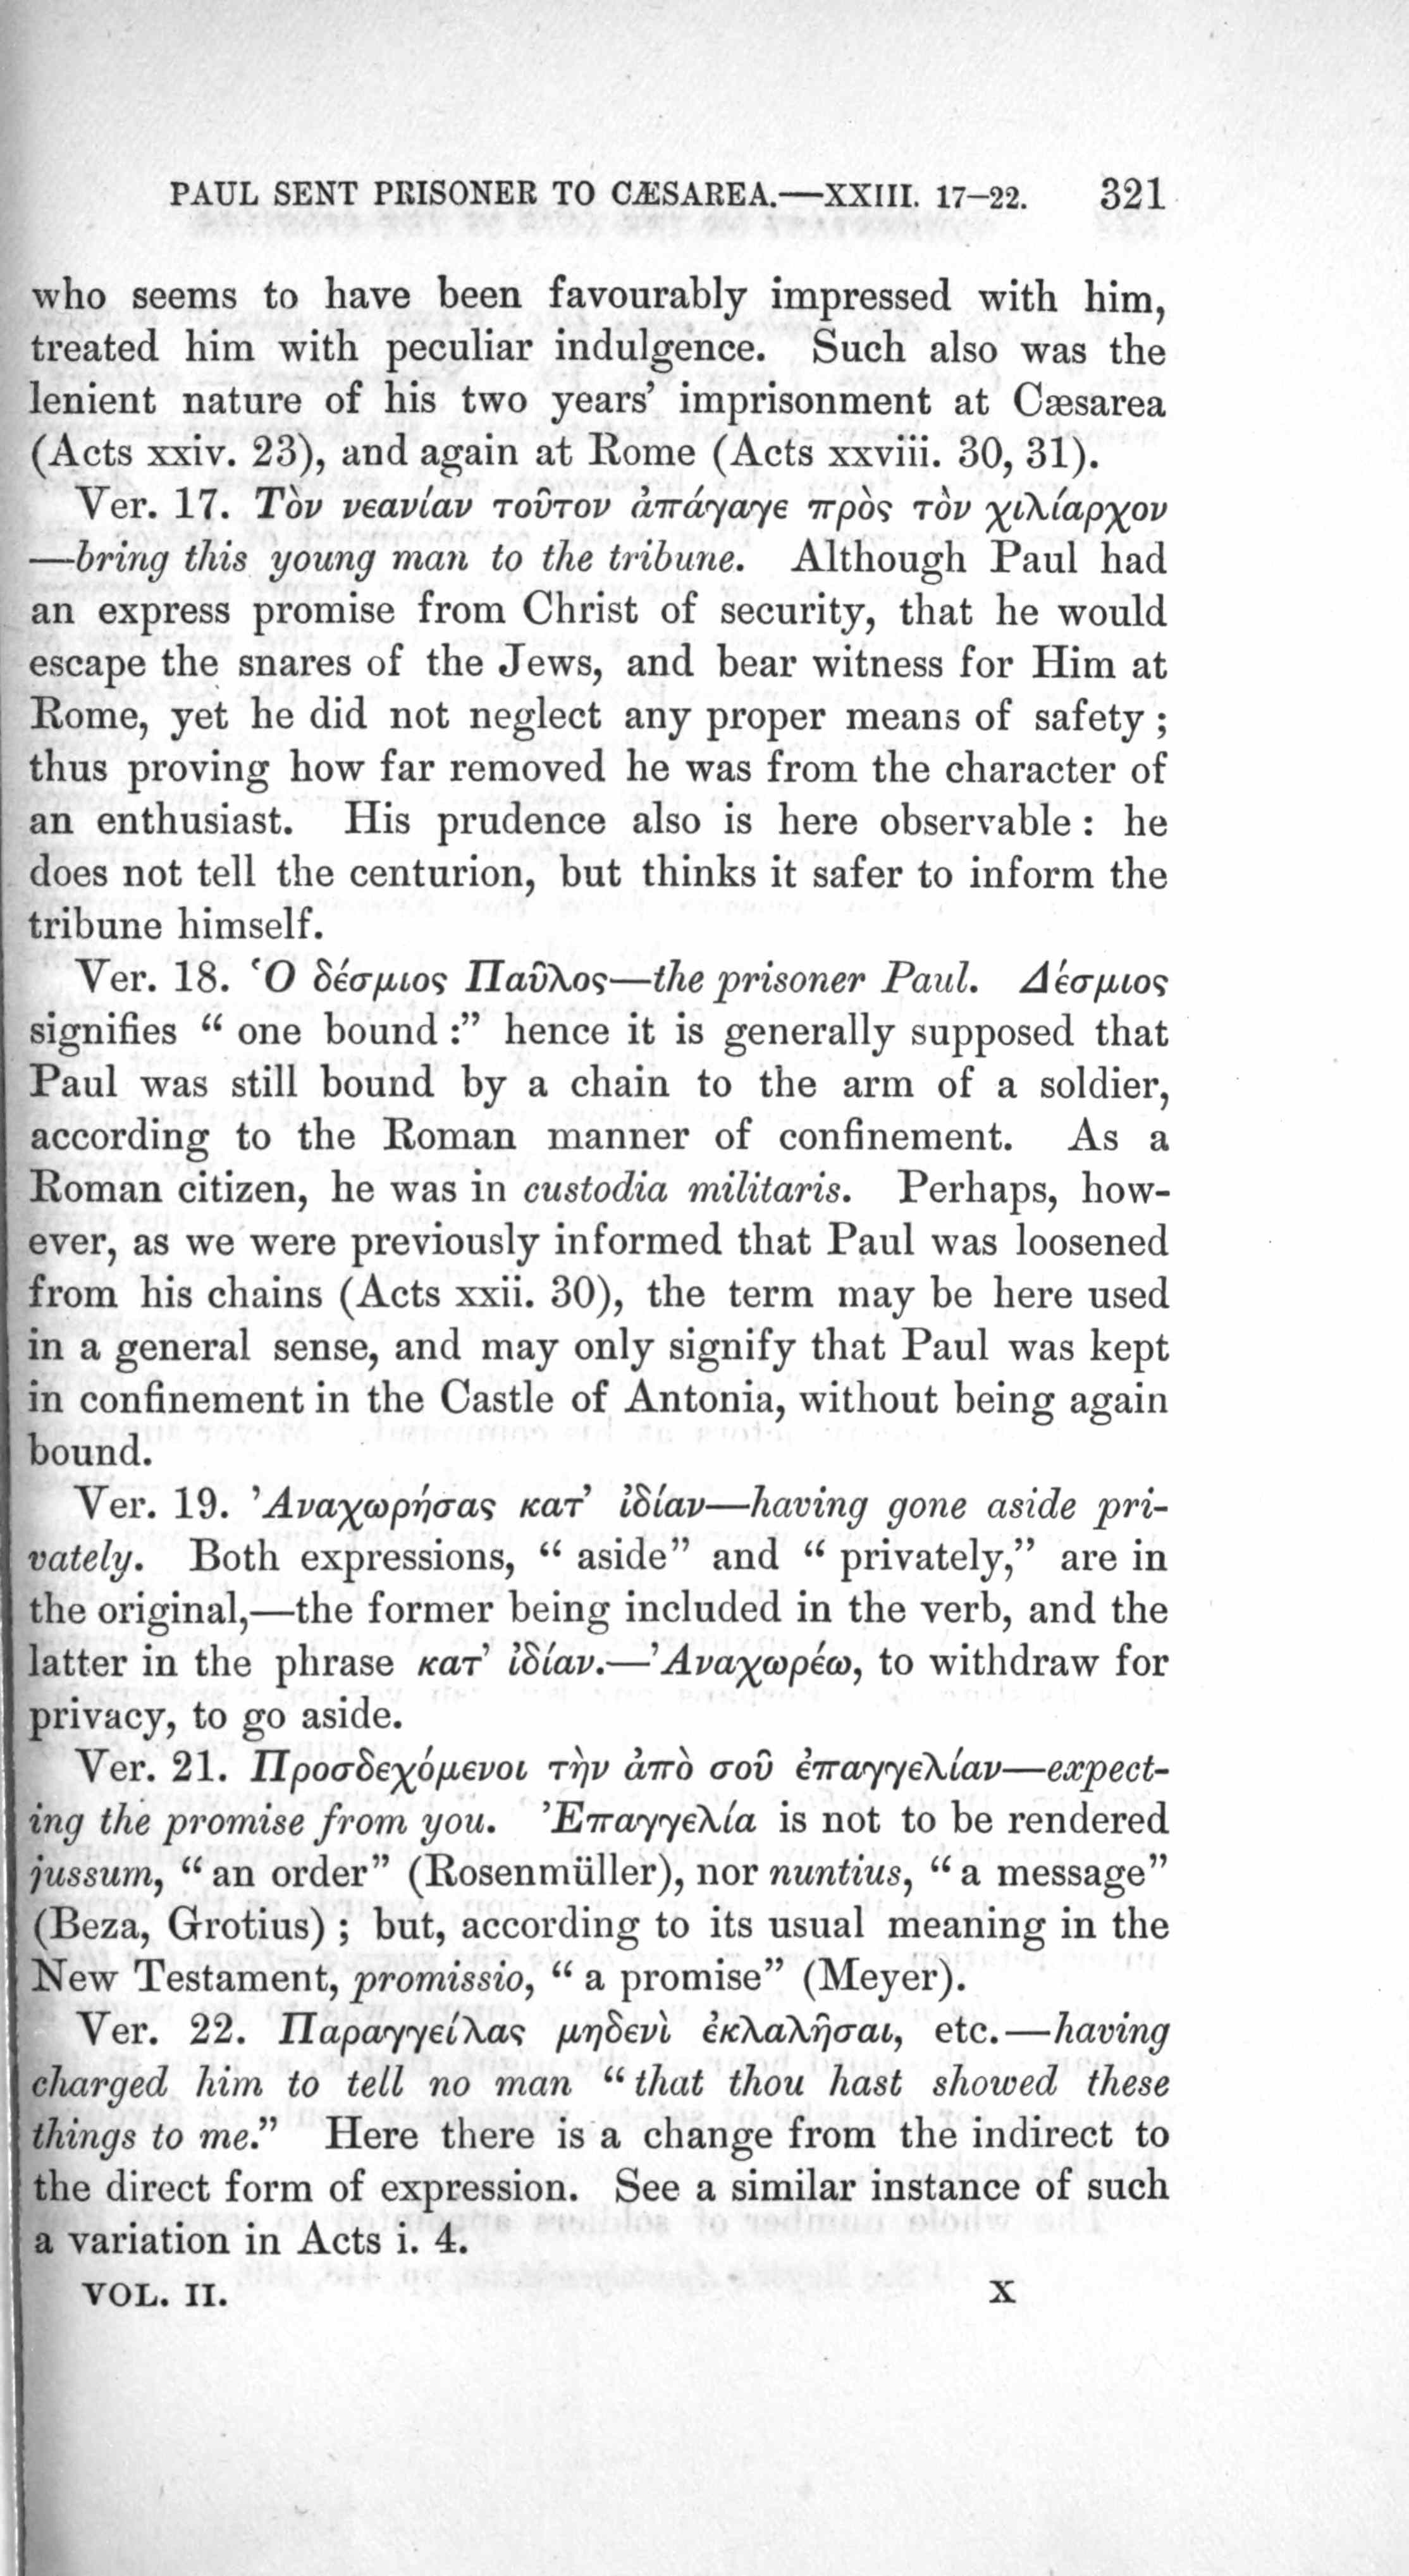 PAUL SENT PRISONER TO CÆSAREA.—XXIII. 17–22. 321
who seems to have been favourably impressed with him,
treated him with peculiar indulgence. Such also was the
lenient nature of his two years’ imprisonment at Cæsarea
(Acts xxiv. 23), and again at Rome (Acts xxviii. 30, 31).
Ver. 17. Τὸν νεανίαν τοῦτον ἀπάγαγε πρὸς τὸν χιλίαρχον
—bring this young man to the tribune. Although Paul had
an express promise from Christ of security, that he would
escape the snares of the Jews, and bear witness for Him at
Rome, yet he did not neglect any proper means of safety ;
thus proving how far removed he was from the character of
an enthusiast. His prudence also is here observable : he
does not tell the centurion, but thinks it safer to inform the
tribune himself.
Ver. 18. Ὁ δέσμιος Παῦλος—the prisoner Paul. Δέσμιος
signifies “ one bound :” hence it is generally supposed that
Paul was still bound by a chain to the arm of a soldier,
according to the Roman manner of confinement. As a
Roman citizen, he was in custodia militaris. Perhaps, how-
ever, as we were previously informed that Paul was loosened
from his chains (Acts xxii. 30), the term may be here used
in a general sense, and may only signify that Paul was kept
in confinement in the Castle of Antonia, without being again
bound.
Ver. 19. Ἀναχωρήσας κατ’ ἰδίαν—having gone aside pri-
vately. Both expressions, “ aside” and “ privately,” are in
the original,—the former being included in the verb, and the
latter in the phrase κατ’ ἰδίαν.—Ἀναχωρέω, to withdraw for
privacy, to go aside.
Ver. 21. Προσδεχόμενοι τὴν ἀπὸ σοῦ ἐπαγγελίαν—expect-
ing the promise from you. Ἐπαγγελία is not to be rendered
jussum, “ an order” (Rosenmüller), nor nuntius, “ a message”
(Beza, Grotius) ; but, according to its usual meaning in the
New Testament, promissio, “ a promise” (Meyer).
Ver. 22. Παραγγείλας μηδενὶ ἐκλαλῆσαι, etc.—having
charged him to tell no man “ that thou hast showed these
things to me.” Here there is a change from the indirect to
the direct form of expression. See a similar instance of such
a variation in Acts i. 4.
VOL. II. X